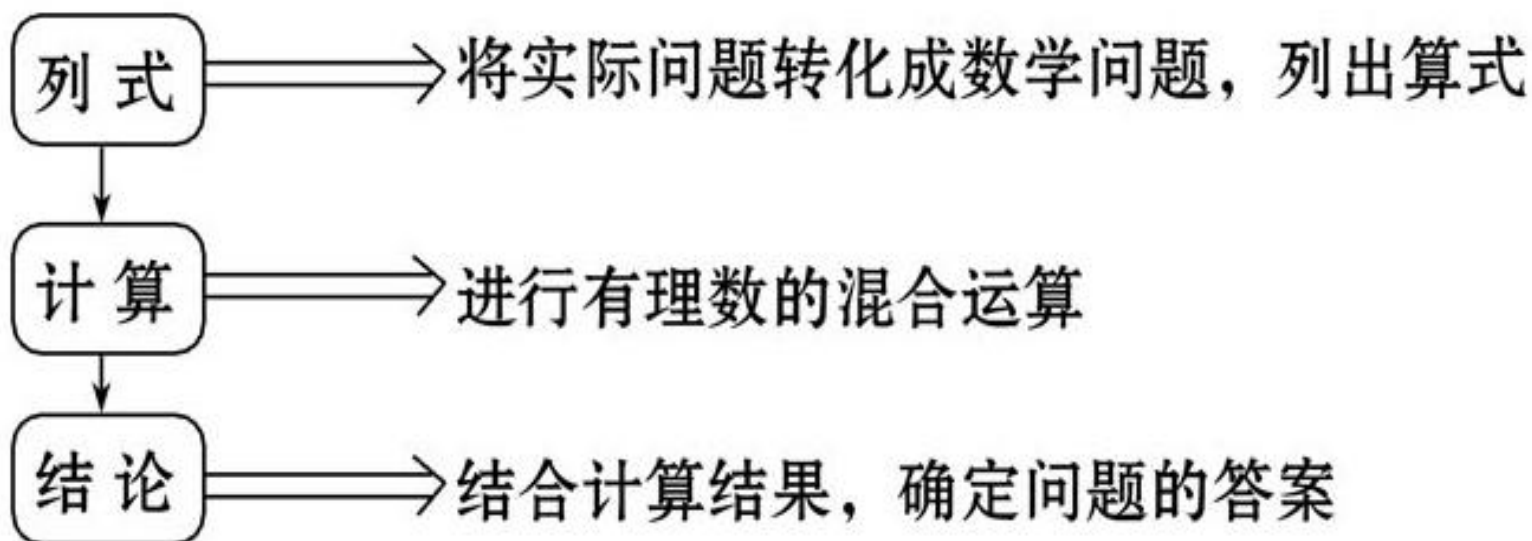 列式 将实际问题转化成数学问题，列出算式
计算 进行有理数的混合运算
结论 结合计算结果，确定问题的答案